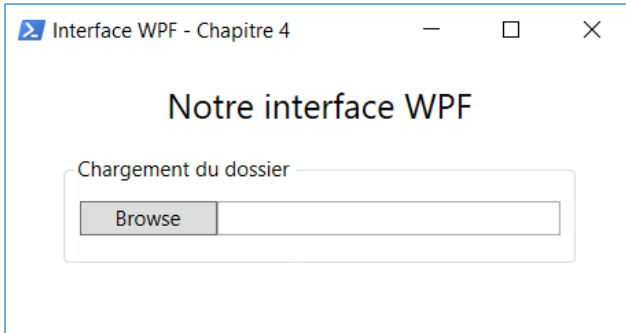 Interface WPF - Chapitre 4
Notre interface WPF
Chargement du dossier
Browse